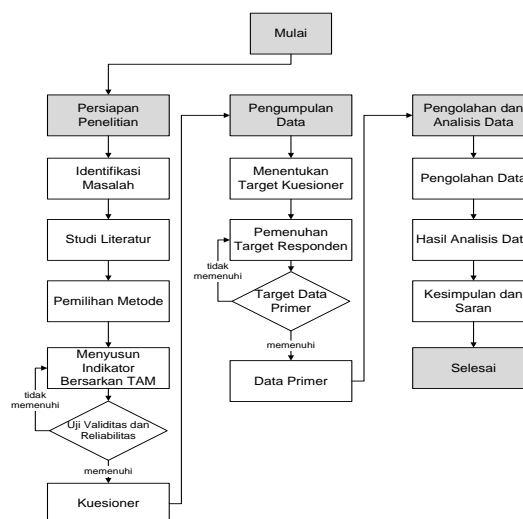 Mulai
Persiapan
Penelitian
Identifikasi
Masalah
Studi Literatur
Pemilihan Metode
Menyusun
Indikator
Bersarkan TAM
tidak
memenuhi
Uji Validitas dan
Reliabilitas
memenuhi
Kuesioner
Pengumpulan
Data
Menentukan
Target Kuesioner
Pemenuhan
Target Responden
tidak
memenuhi
Target Data
Primer
memenuhi
Data Primer
Pengolahan dan
Analisis Data
Pengolahan Data
Hasil Analisis Data
Kesimpulan dan
Saran
Selesai